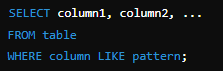 SELECT column1, column2, ...
FROM table
WHERE column LIKE pattern;